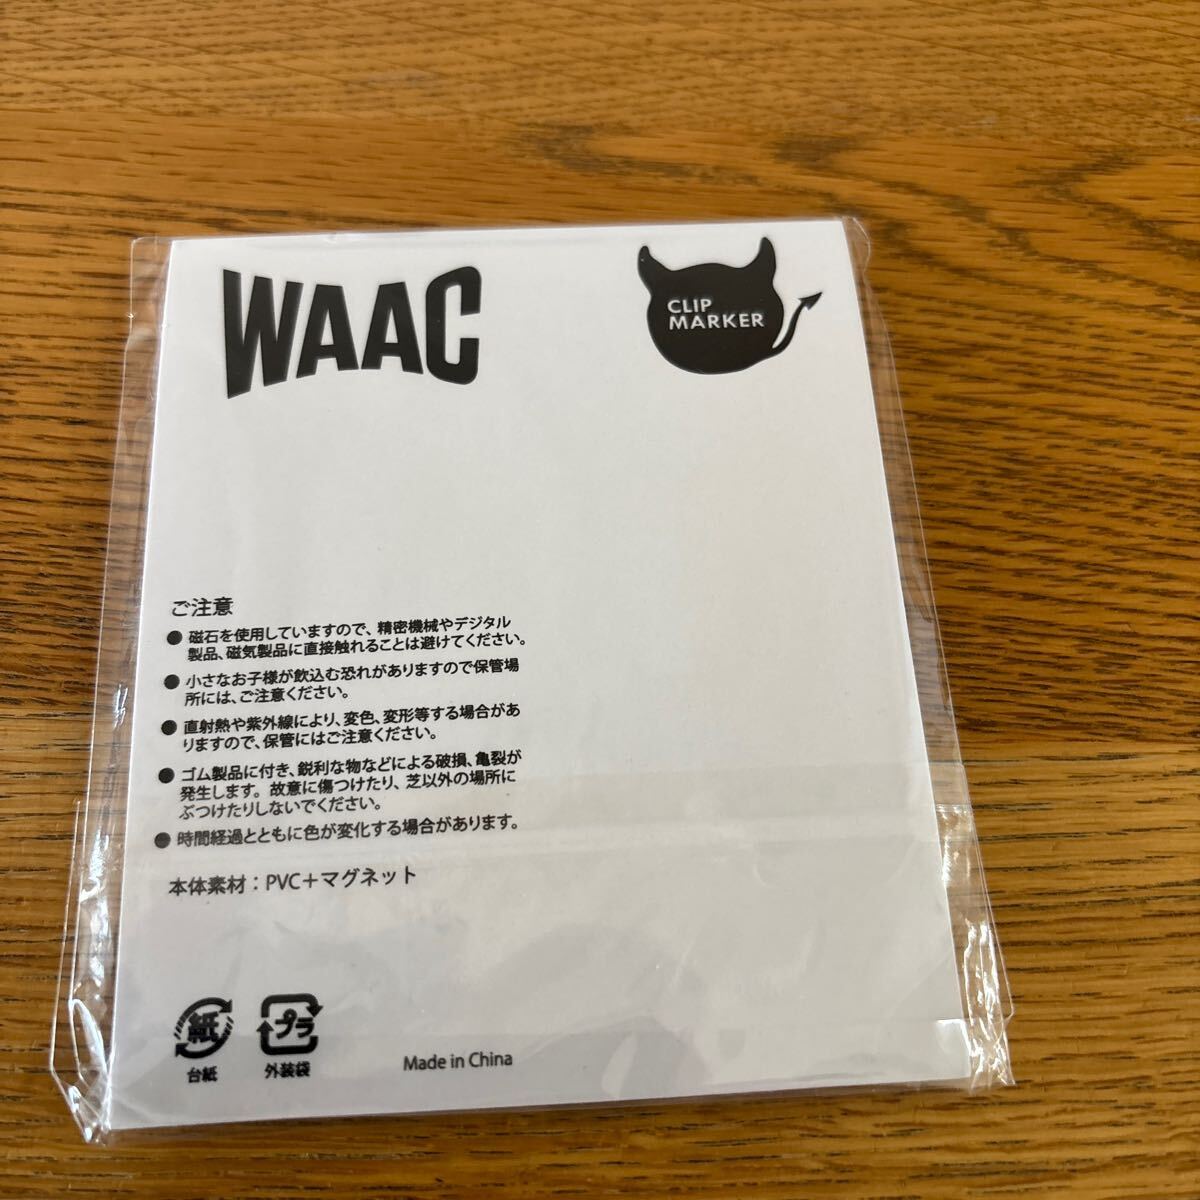 WAAC
CLIP
MARKER
ご注意
● 磁石を使用していますので、精密機械やデジタル
製品、磁気製品に直接触れることは避けてください。
● 小さなお子様が飲込む恐れがありますので保管場
所には、ご注意ください。
● 直射熱や紫外線により、変色、変形等する場合があ
りますので、保管にはご注意ください。
● ゴム製品に付き、鋭利な物などによる破損、亀裂が
発生します。故意に傷つけたり、芝以外の場所に
ぶつけたりしないでください。
● 時間経過とともに色が変化する場合があります。
本体素材：PVC＋マグネット
紙
プラ
台紙
外装袋
Made in China